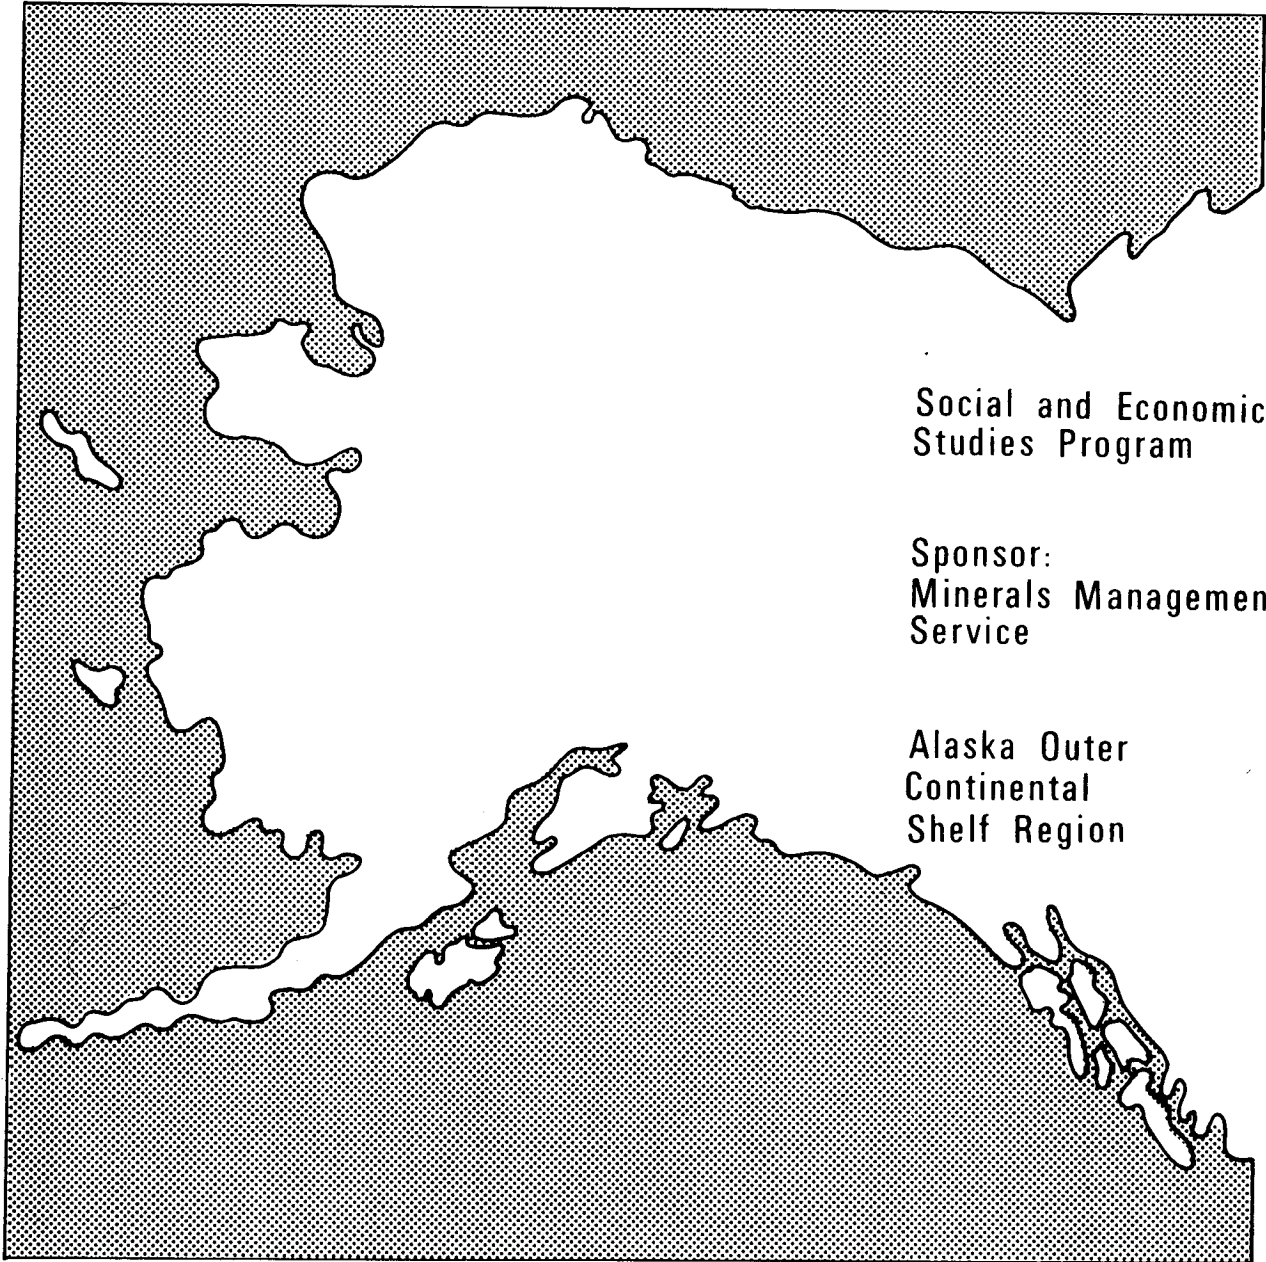 Social and Economic
Studies Program
Sponsor:
Minerals Managemen
Service
Alaska Outer
Continental
Shelf Region